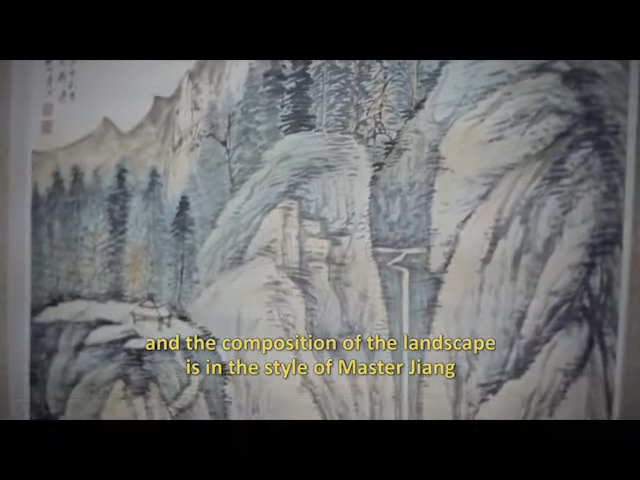 and the composition of the landscape
is in the style of Master Jiang